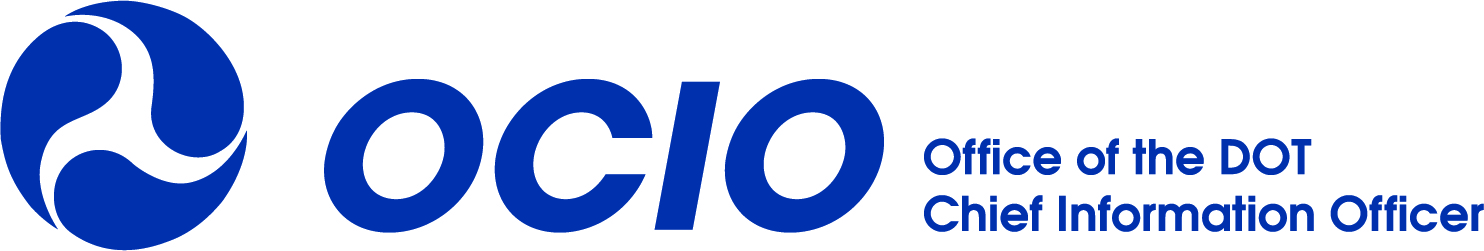 OCIO
Office of the DOT
Chief Information Officer